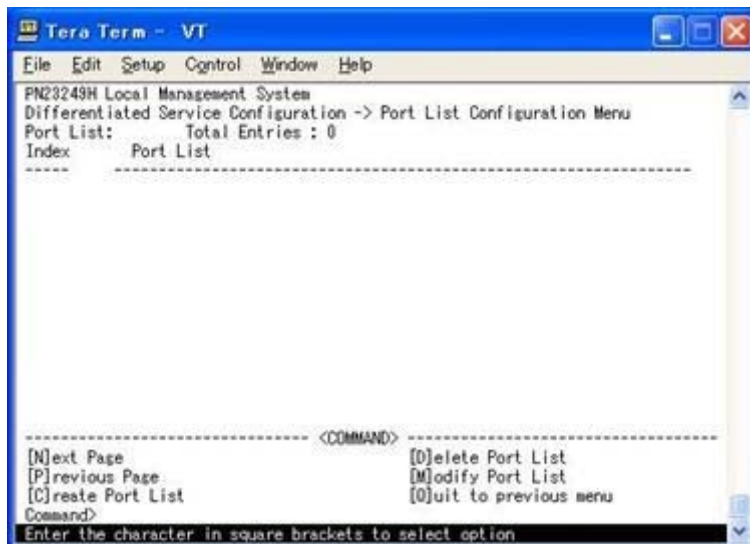 Tera Term - VT
File Edit Setup Control Window Help
PN23249H Local Management System
Differentiated Service Configuration -> Port List Configuration Menu
Port List: Total Entries : 0
Index Port List
----- ----------------------------------------------------------------
-------------------------------- <COMMAND> -----------------------------------
[N]ext Page [D]elete Port List
[P]revious Page [M]odify Port List
[C]reate Port List [Q]uit to previous menu
Command>
Enter the character in square brackets to select option